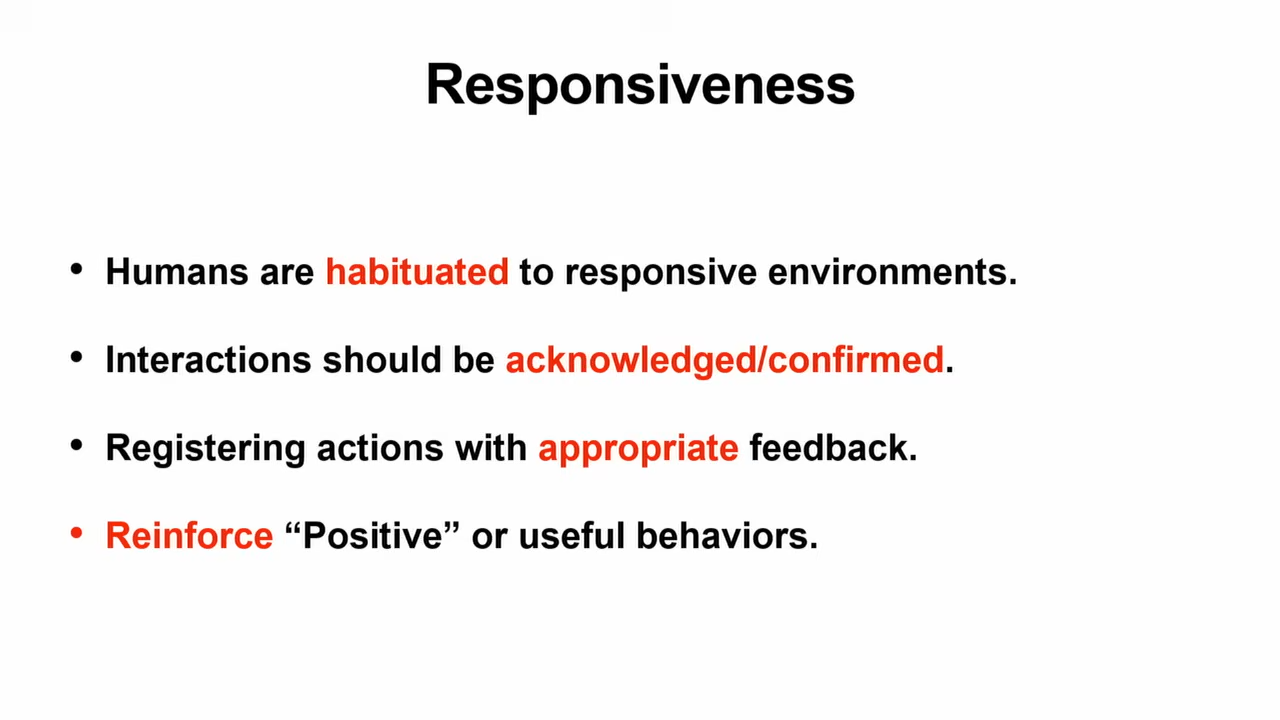 Responsiveness
• Humans are habituated to responsive environments.
• Interactions should be acknowledged/confirmed.
• Registering actions with appropriate feedback.
• Reinforce “Positive” or useful behaviors.